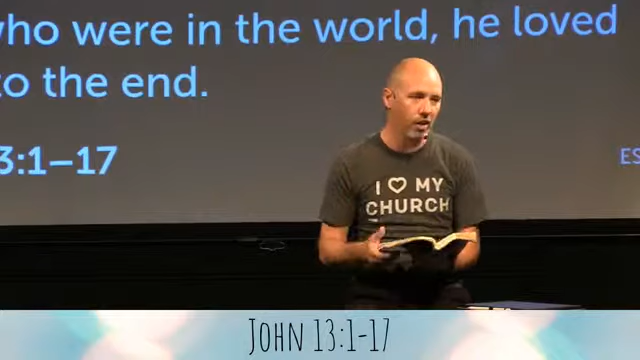 who were in the world, he loved
to the end.
3:1–17
ES
I ♡ MY
CHURCH
John 13:1-17